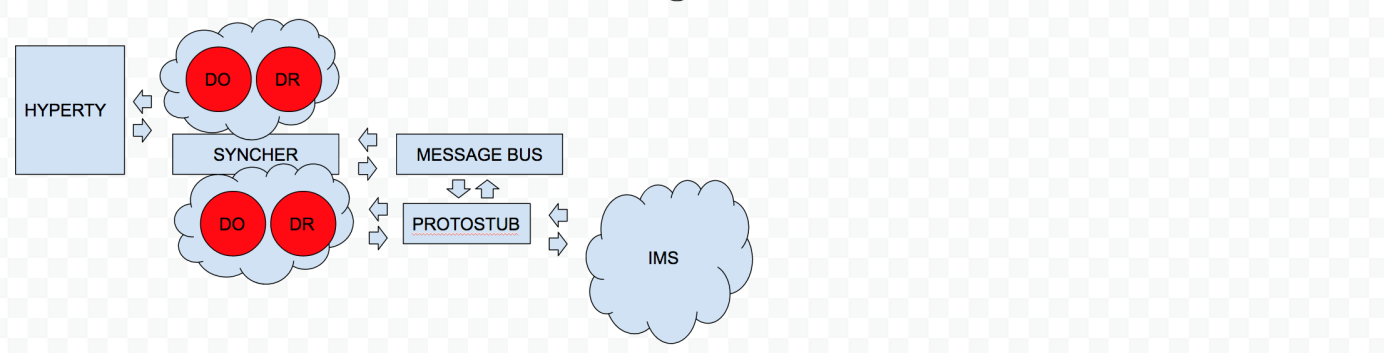 DO DR
HYPERTY
SYNCHER
MESSAGE BUS
DO DR
PROTOSTUB
IMS